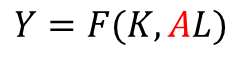 Y = F(K, AL)